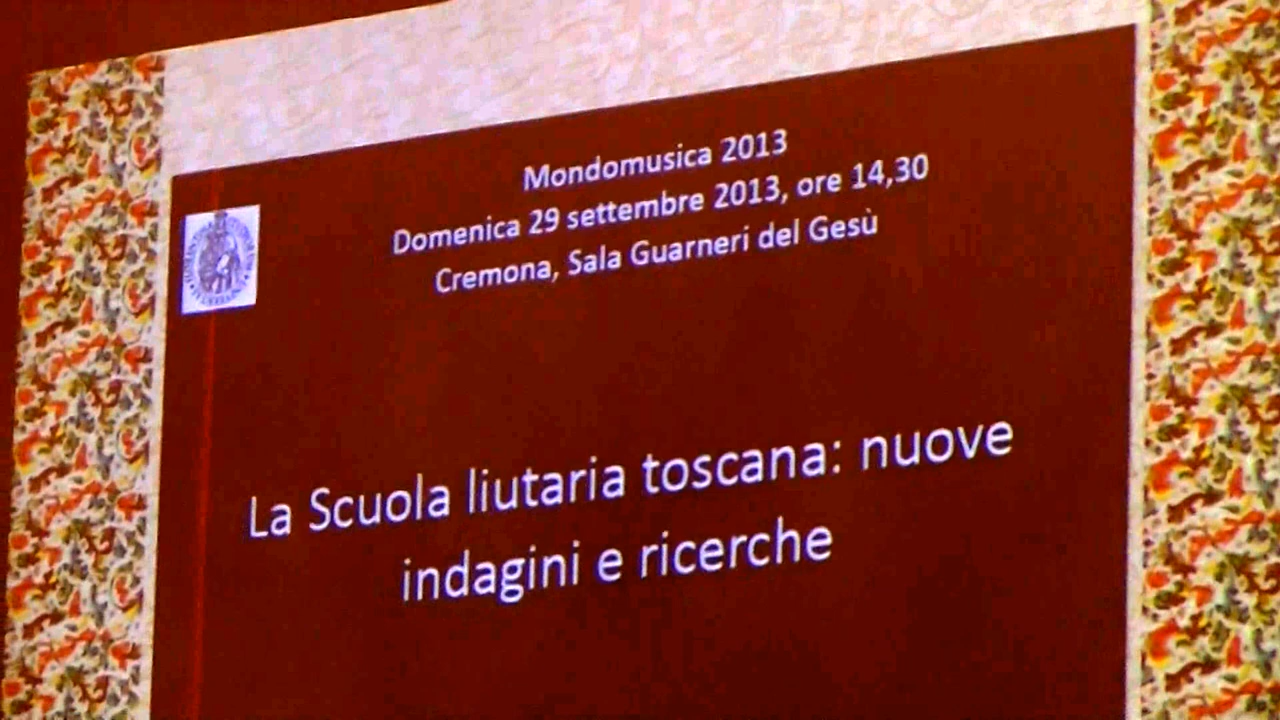 Mondomusica 2013
Domenica 29 settembre 2013, ore 14,30
Cremona, Sala Guarneri del Gesù
La Scuola liutaria toscana: nuove
indagini e ricerche